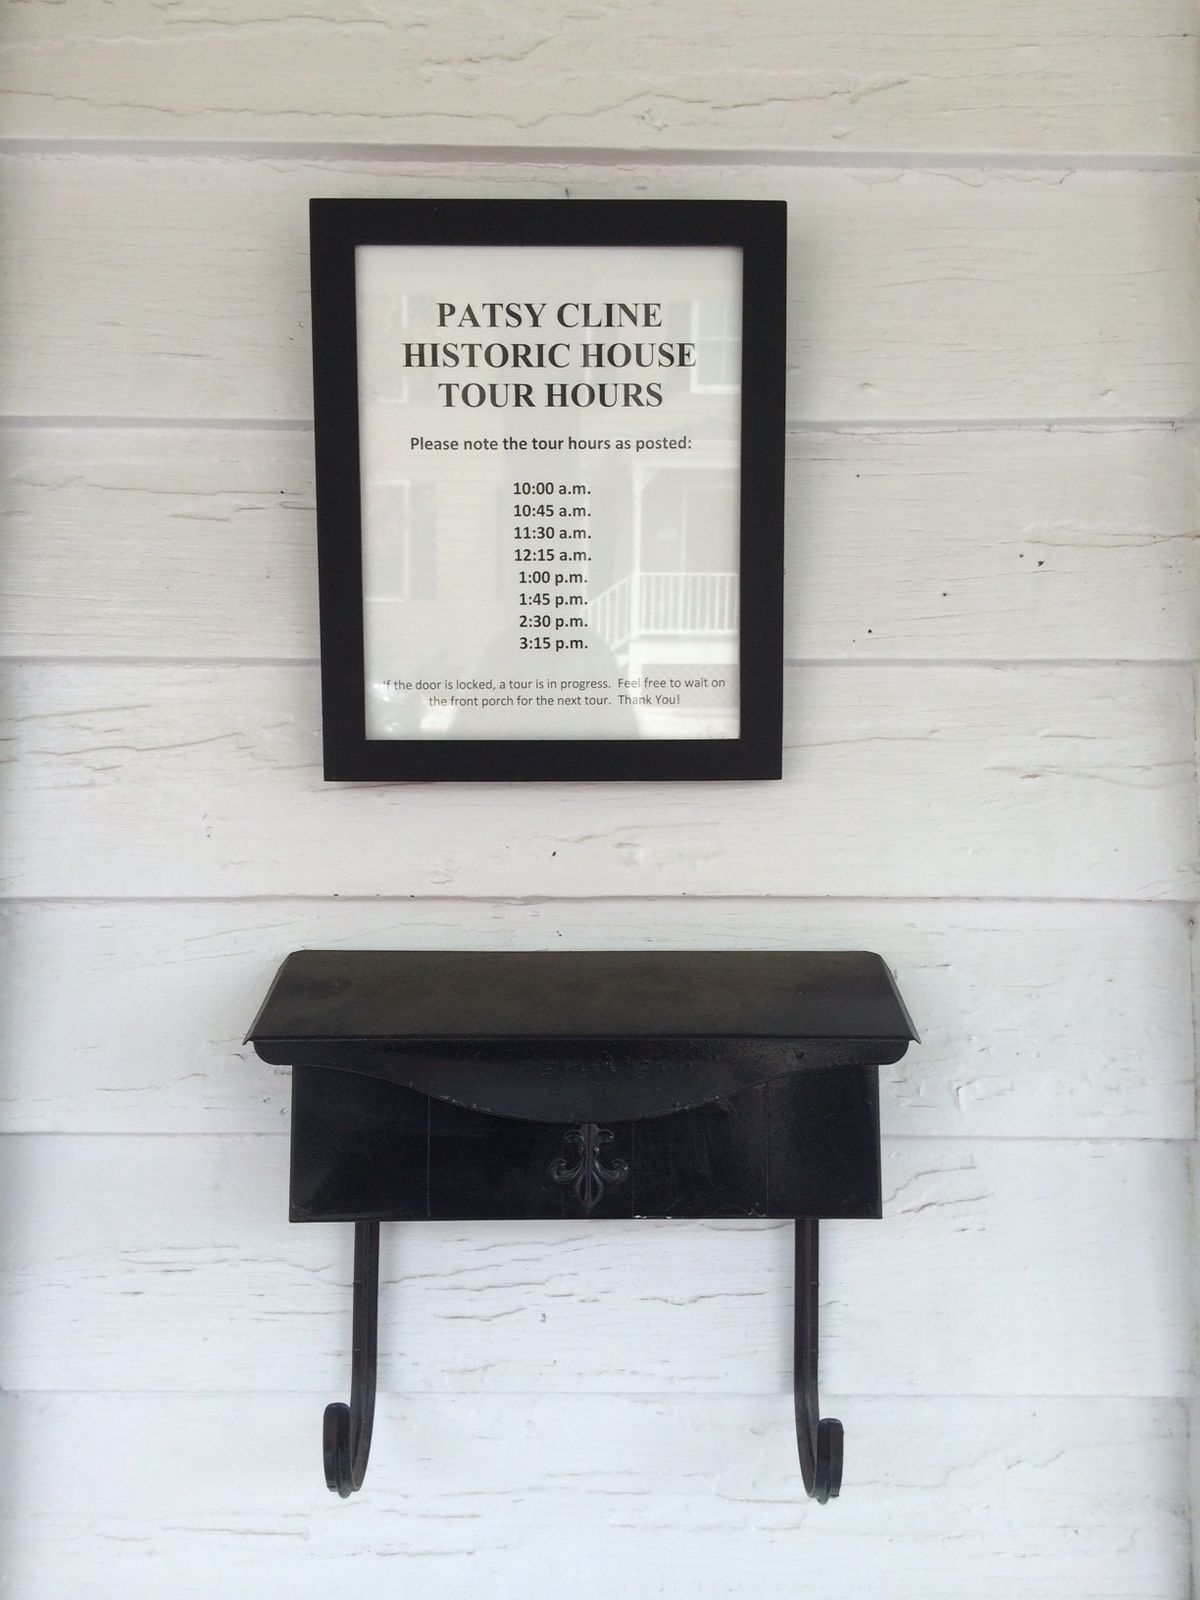 PATSY CLINE
HISTORIC HOUSE
TOUR HOURS
Please note the tour hours as posted:
10:00 a.m.
10:45 a.m.
11:30 a.m.
12:15 a.m.
1:00 p.m.
1:45 p.m.
2:30 p.m.
3:15 p.m.
If the door is locked, a tour is in progress.  Feel free to wait on
the front porch for the next tour.  Thank You!